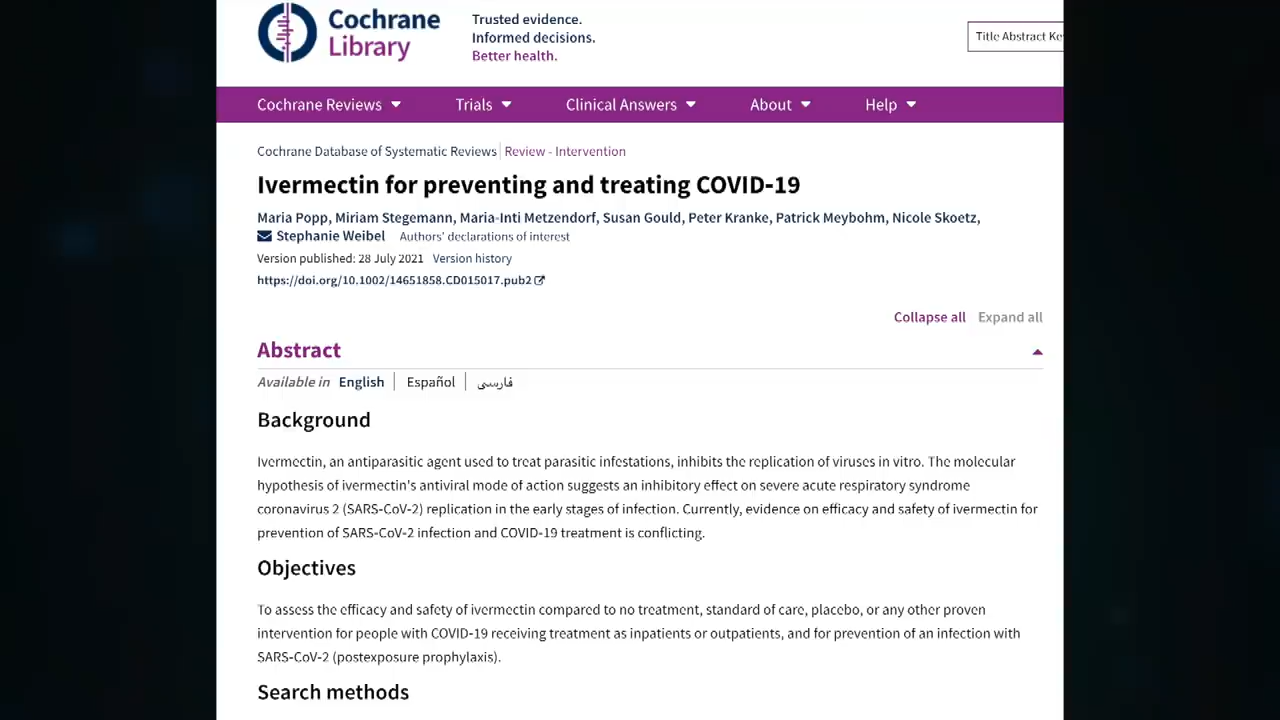 Cochrane
Library
Trusted evidence.
Informed decisions.
Better health.
Title Abstract
Cochrane Reviews
Trials
Clinical Answers
About
Help
Cochrane Database of Systematic Reviews | Review - Intervention
Ivermectin for preventing and treating COVID-19
Maria Popp, Miriam Stegemann, Maria-Inti Metzendorf, Susan Gould, Peter Kranke, Patrick Meybohm, Nicole Skoetz,
Stephanie Weibel Authors' declarations of interest
Version published: 28 July 2021 Version history
https://doi.org/10.1002/14651858.CD015017.pub2
Collapse all Expand all
Abstract
Available in English | Español | فارسی
Background
Ivermectin, an antiparasitic agent used to treat parasitic infestations, inhibits the replication of viruses in vitro. The molecular
hypothesis of ivermectin's antiviral mode of action suggests an inhibitory effect on severe acute respiratory syndrome
coronavirus 2 (SARS-CoV-2) replication in the early stages of infection. Currently, evidence on efficacy and safety of ivermectin for
prevention of SARS-CoV-2 infection and COVID-19 treatment is conflicting.
Objectives
To assess the efficacy and safety of ivermectin compared to no treatment, standard of care, placebo, or any other proven
intervention for people with COVID-19 receiving treatment as inpatients or outpatients, and for prevention of an infection with
SARS-CoV-2 (postexposure prophylaxis).
Search methods